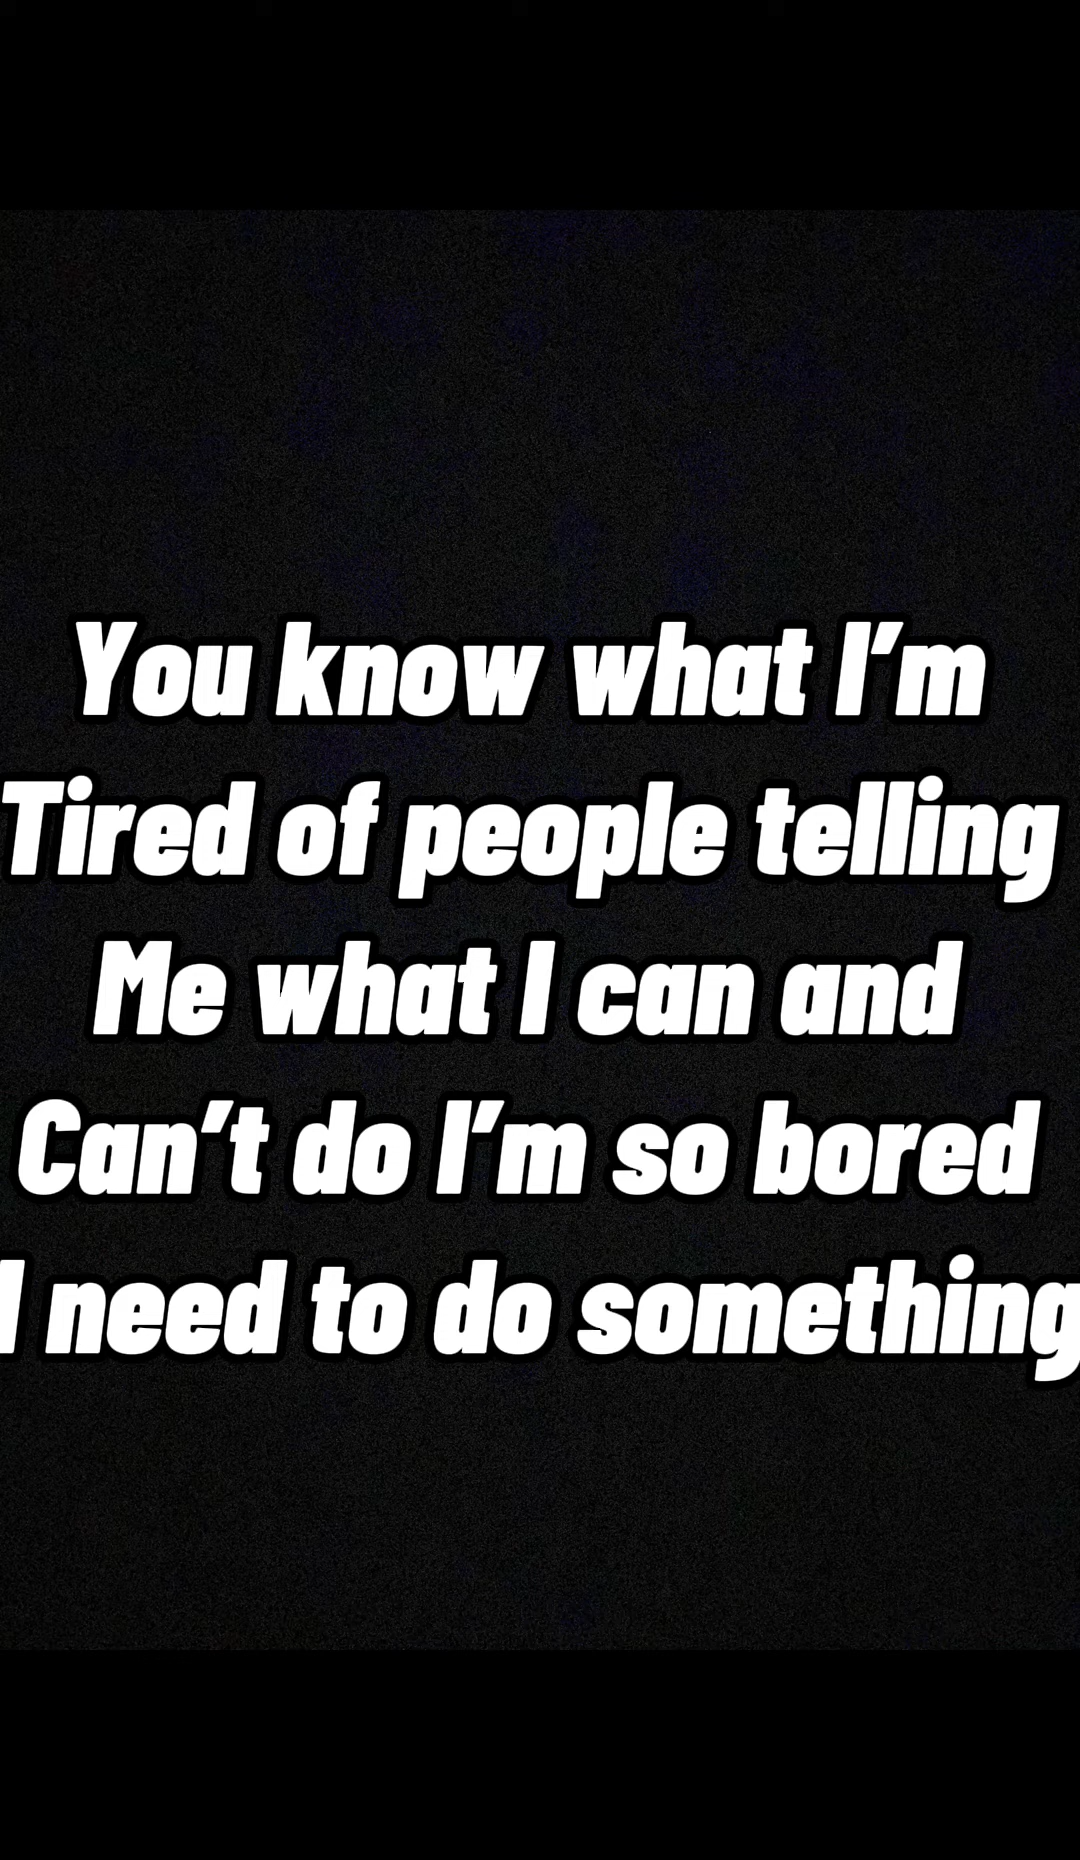 You know what I'm
Tired of people telling
Me what I can and
Can't do I'm so bored
I need to do something